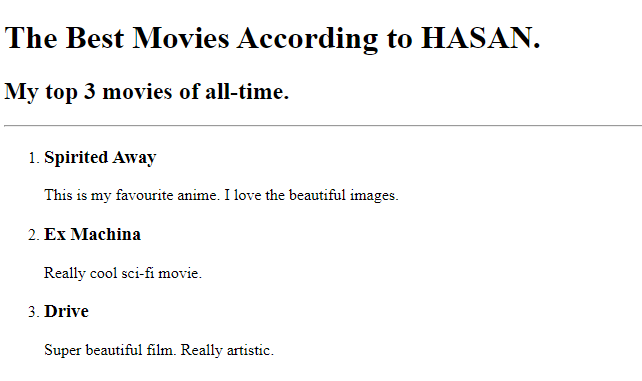 The Best Movies According to HASAN.
My top 3 movies of all-time.
1. Spirited Away
This is my favourite anime. I love the beautiful images.
2. Ex Machina
Really cool sci-fi movie.
3. Drive
Super beautiful film. Really artistic.